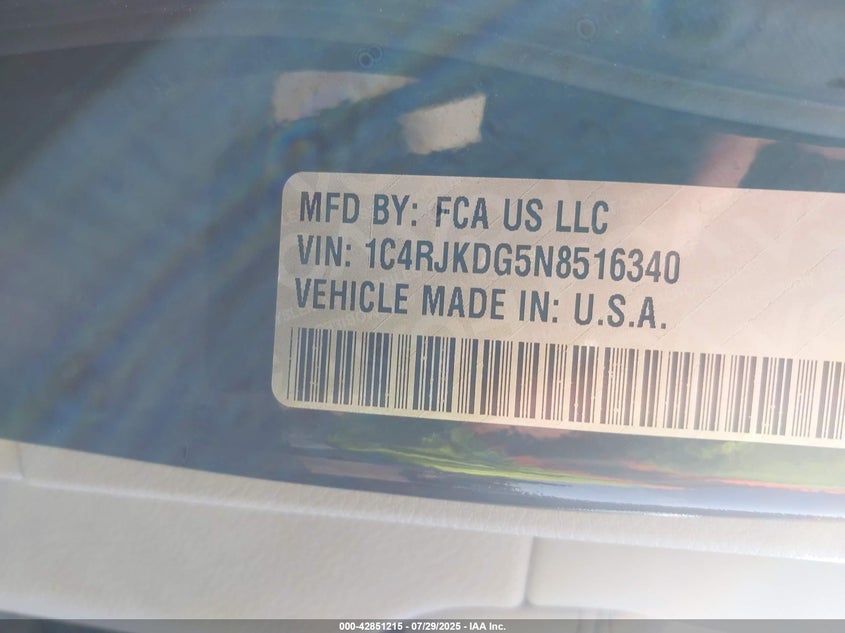 MFD BY: FCA US LLC
VIN: 1C4RJKDG5N8516340
VEHICLE MADE IN: U.S.A.
000-42851215 - 07/29/2025 - IAA Inc.